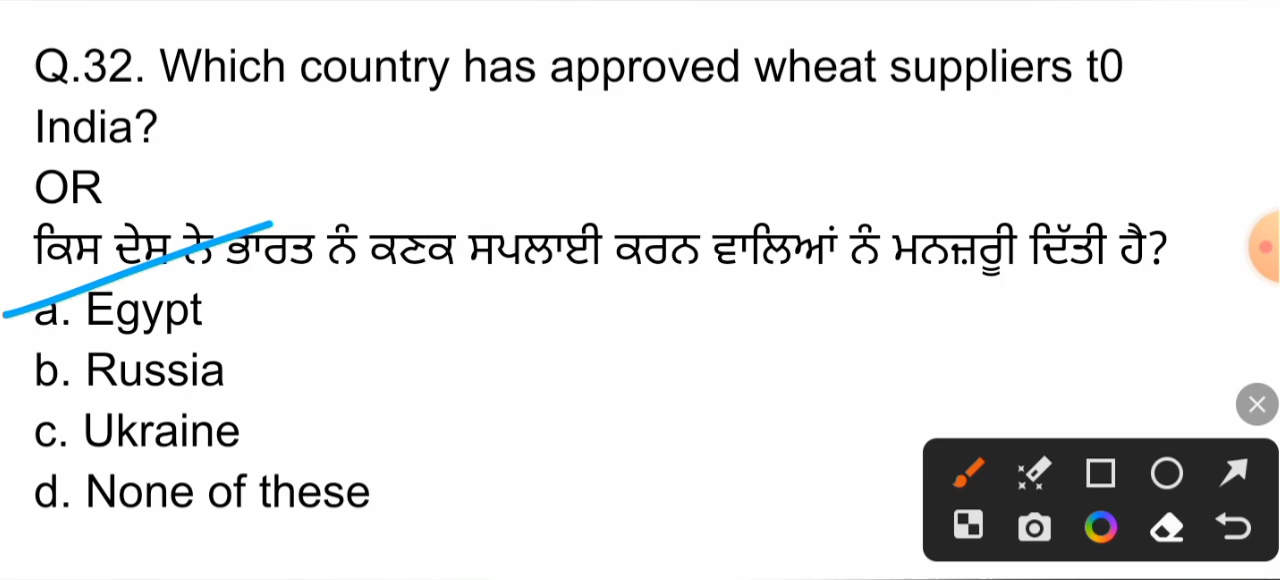 Q.32. Which country has approved wheat suppliers t0
India?
OR
ਕਿਸ ਦੇਸ ਨੇ ਭਾਰਤ ਨੰ ਕਣਕ ਸਪਲਾਈ ਕਰਨ ਵਾਲਿਆਂ ਨੰ ਮਨਜ਼ਰੂੀ ਦਿੱਤੀ ਹੈ?
a. Egypt
b. Russia
c. Ukraine
d. None of these